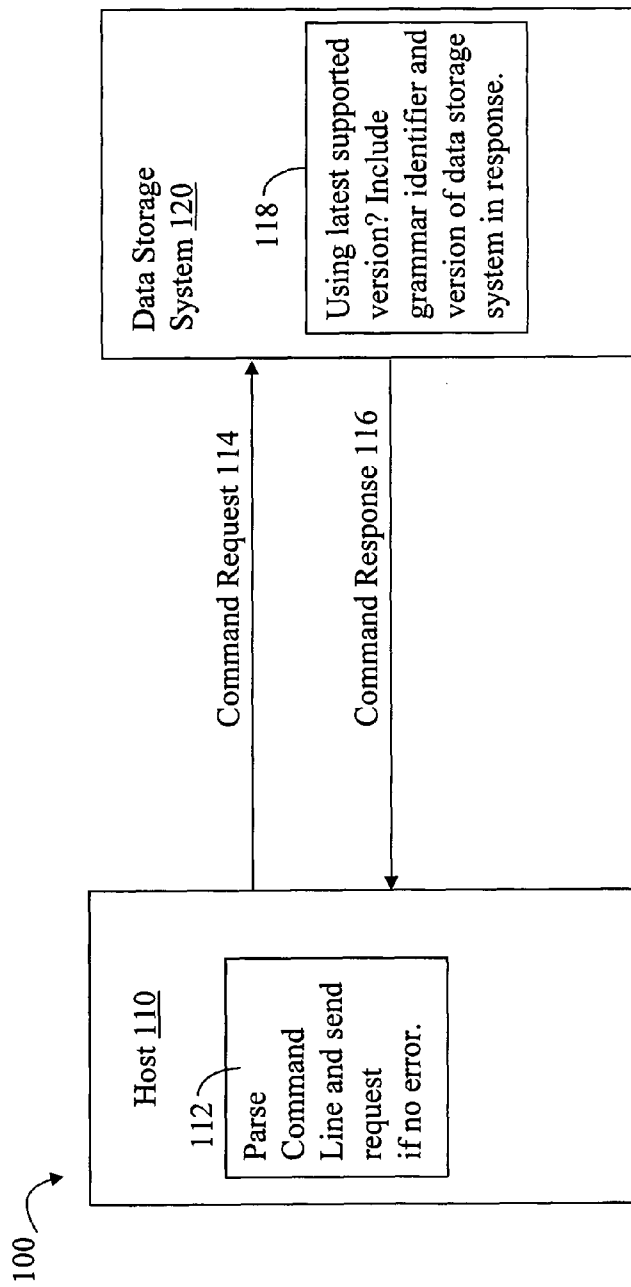 100
Host 110
112
Parse
Command
Line and send
request
if no error.
Command Request 114
Command Response 116
Data Storage
System 120
118
Using latest supported
version? Include
grammar identifier and
version of data storage
system in response.